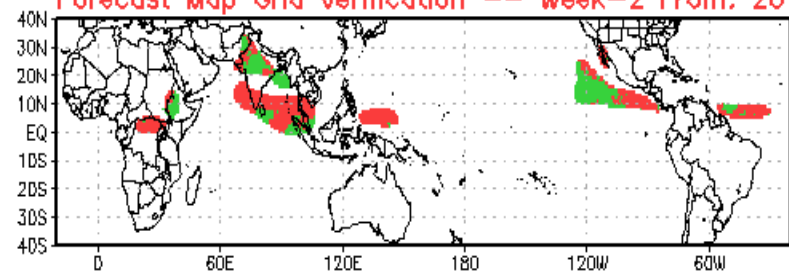 Forecast Map Grid Verification -- Week-2 from: 20
40N
30N
20N
10N
EQ
10S
20S
30S
40S
0 60E 120E 180 120W 60W